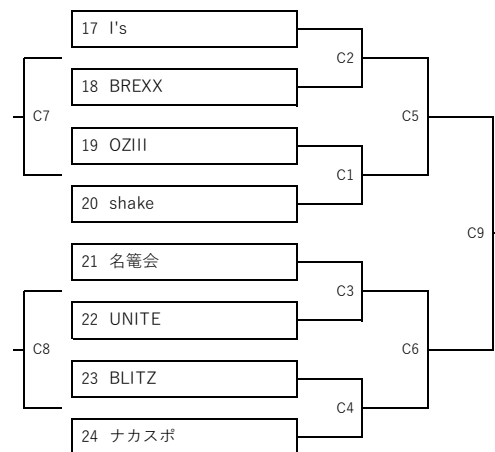 17 I's
C2
18 BREXX
C7
C5
19 OZIII
C1
20 shake
C9
21 名篭会
C3
22 UNITE
C8
C6
23 BLITZ
C4
24 ナカスポ